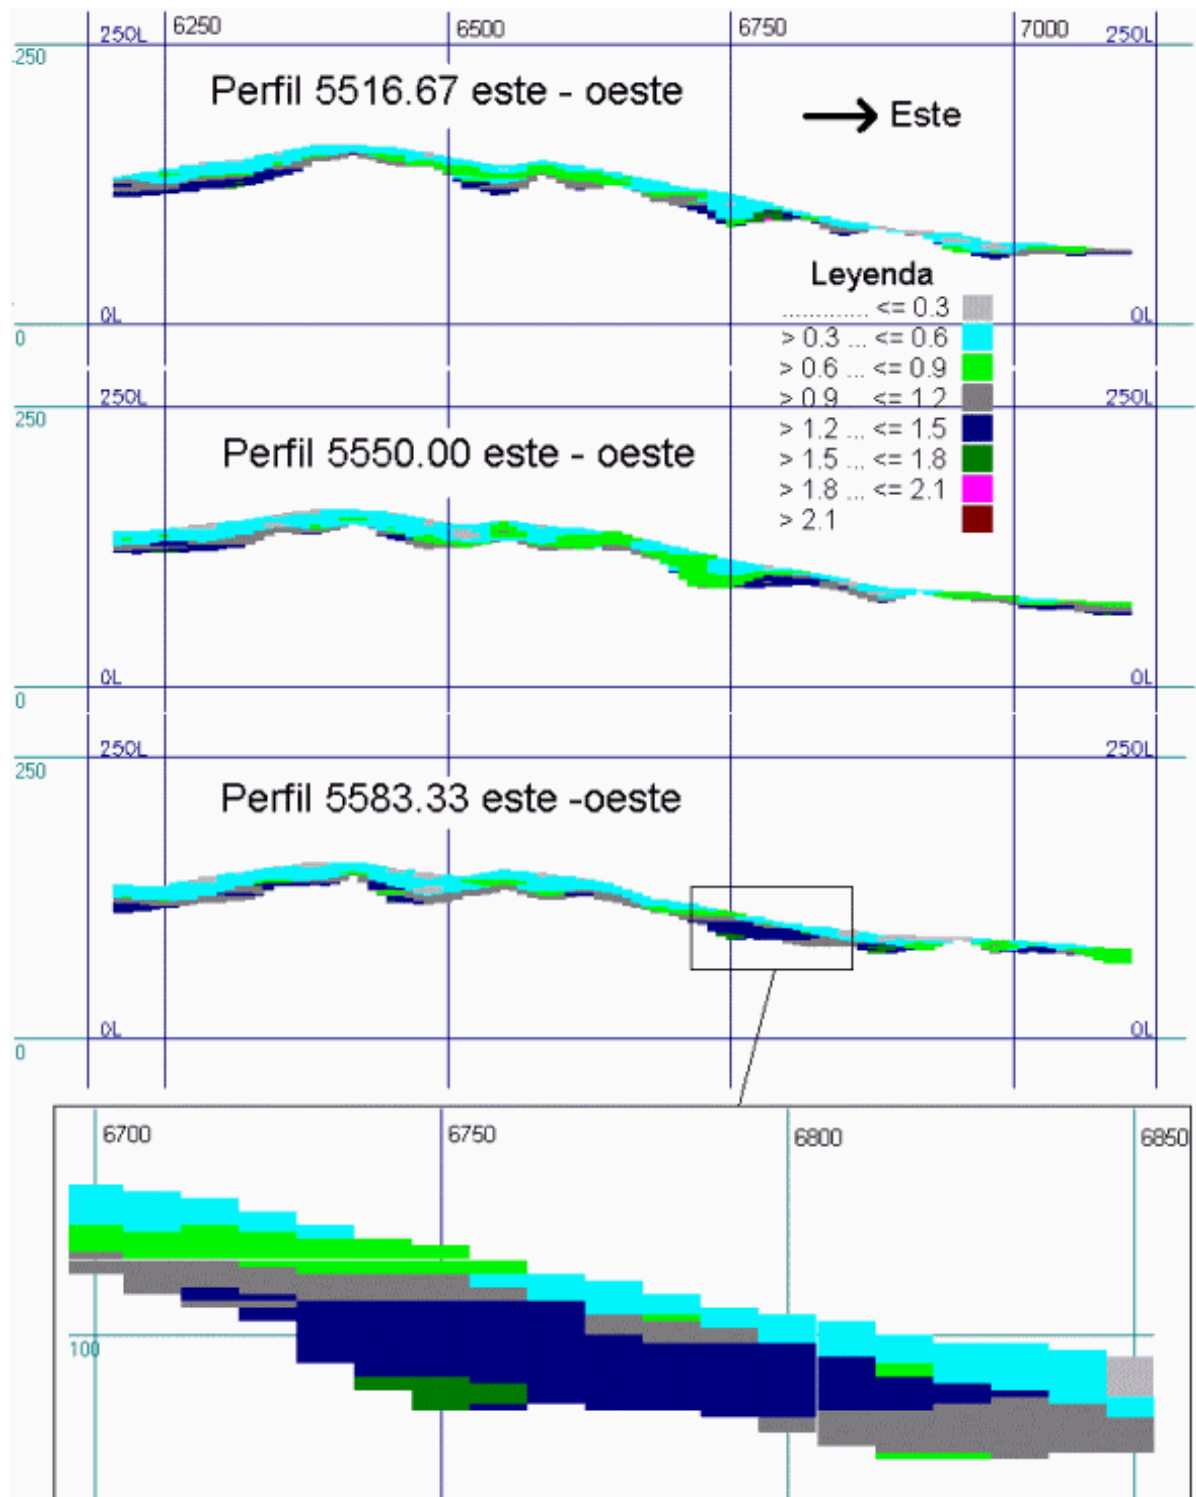 6250 6500 6750 7000
250L 250L
250
Perfil 5516.67 este - oeste
Este
Leyenda
............. <= 0.3
0L 0L
0
> 0.3 ... <= 0.6
> 0.6 ... <= 0.9
250L > 0.9 ... <= 1.2 250L
250
> 1.2 ... <= 1.5
Perfil 5550.00 este - oeste
> 1.5 ... <= 1.8
> 1.8 ... <= 2.1
> 2.1
0L 0L
0
250L 250L
250
Perfil 5583.33 este -oeste
0L 0L
0
6700 6750 6800 6850
100